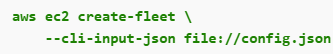 aws ec2 create-fleet \
--cli-input-json file://config.json